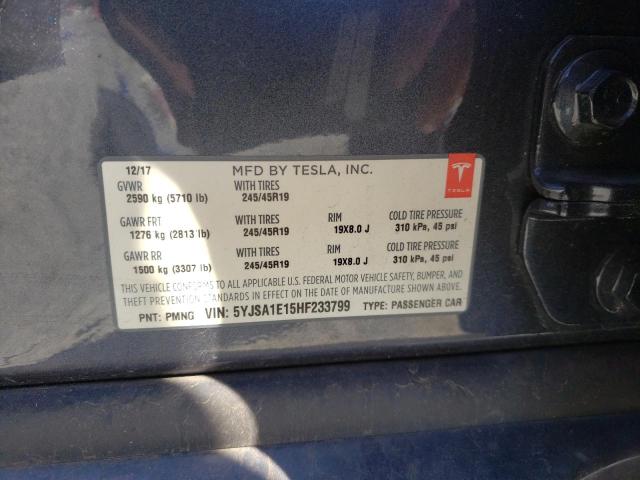 12/17 MFD BY TESLA, INC.
GVWR WITH TIRES
2590 kg (5710 lb) 245/45R19
GAWR FRT WITH TIRES RIM COLD TIRE PRESSURE
1276 kg (2813 lb) 245/45R19 19X8.0 J 310 kPa, 45 psi
GAWR RR WITH TIRES RIM COLD TIRE PRESSURE
1500 kg (3307 lb) 245/45R19 19X8.0 J 310 kPa, 45 psi
THIS VEHICLE CONFORMS TO ALL APPLICABLE U.S. FEDERAL MOTOR VEHICLE SAFETY, BUMPER, AND
THEFT PREVENTION STANDARDS IN EFFECT ON THE DATE OF MANUFACTURE SHOWN ABOVE.
PNT: PMNG VIN: 5YJSA1E15HF233799 TYPE: PASSENGER CAR
TESLA